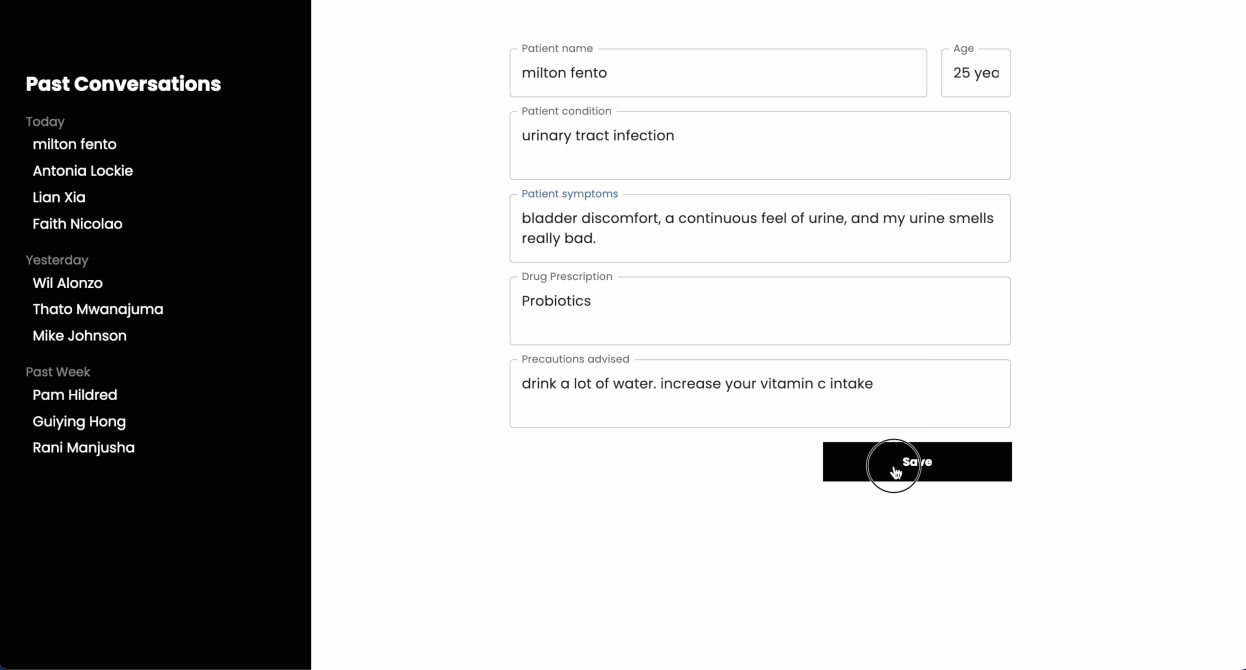 Past Conversations
Today
milton fento
Antonia Lockie
Lian Xia
Faith Nicolao
Yesterday
Wil Alonzo
Thato Mwanajuma
Mike Johnson
Past Week
Pam Hildred
Guiying Hong
Rani Manjusha
Patient name
milton fento
Age
25 yea
Patient condition
urinary tract infection
Patient symptoms
bladder discomfort, a continuous feel of urine, and my urine smells
really bad.
Drug Prescription
Probiotics
Precautions advised
drink a lot of water. increase your vitamin c intake
Save